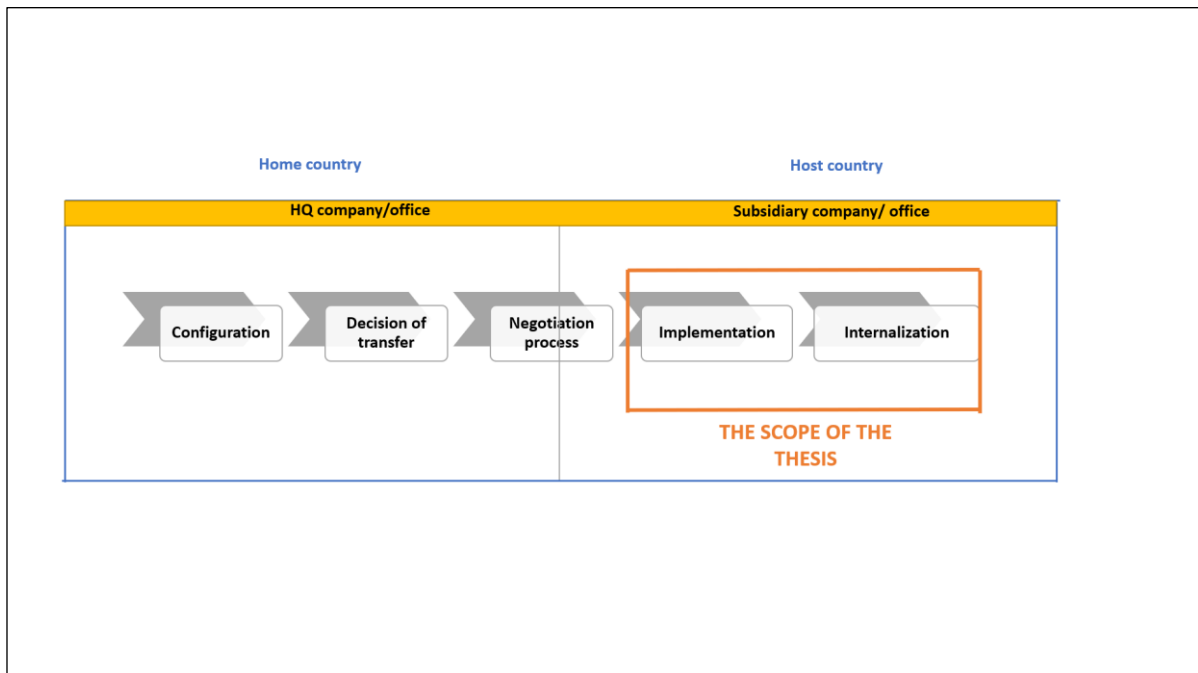 Home country
Host country
HQ company/office
Subsidiary company/ office
Configuration
Decision of
transfer
Negotiation
process
Implementation
Internalization
THE SCOPE OF THE
THESIS